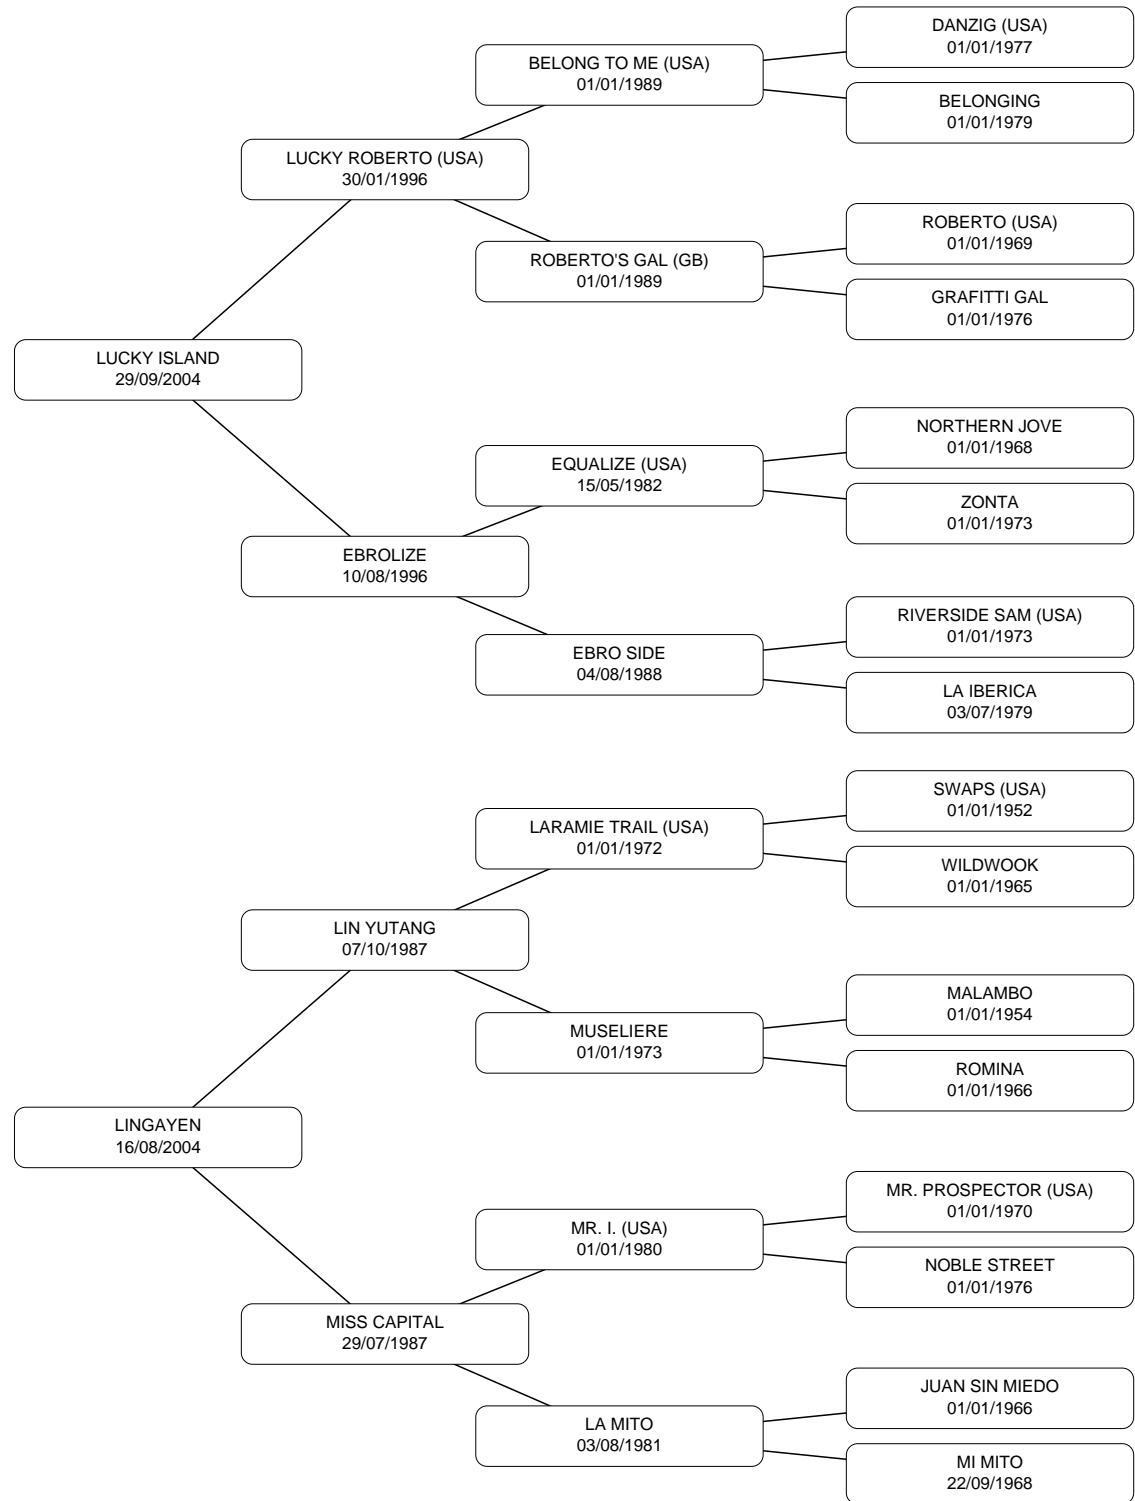 DANZIG (USA)
01/01/1977
BELONG TO ME (USA)
01/01/1989
BELONGING
01/01/1979
LUCKY ROBERTO (USA)
30/01/1996
ROBERTO (USA)
01/01/1969
ROBERTO'S GAL (GB)
01/01/1989
GRAFITTI GAL
01/01/1976
LUCKY ISLAND
29/09/2004
NORTHERN JOVE
01/01/1968
EQUALIZE (USA)
15/05/1982
ZONTA
01/01/1973
EBROLIZE
10/08/1996
RIVERSIDE SAM (USA)
01/01/1973
EBRO SIDE
04/08/1988
LA IBERICA
03/07/1979
SWAPS (USA)
01/01/1952
LARAMIE TRAIL (USA)
01/01/1972
WILDWOOK
01/01/1965
LIN YUTANG
07/10/1987
MALAMBO
01/01/1954
MUSELIERE
01/01/1973
ROMINA
01/01/1966
LINGAYEN
16/08/2004
MR. PROSPECTOR (USA)
01/01/1970
MR. I. (USA)
01/01/1980
NOBLE STREET
01/01/1976
MISS CAPITAL
29/07/1987
JUAN SIN MIEDO
01/01/1966
LA MITO
03/08/1981
MI MITO
22/09/1968